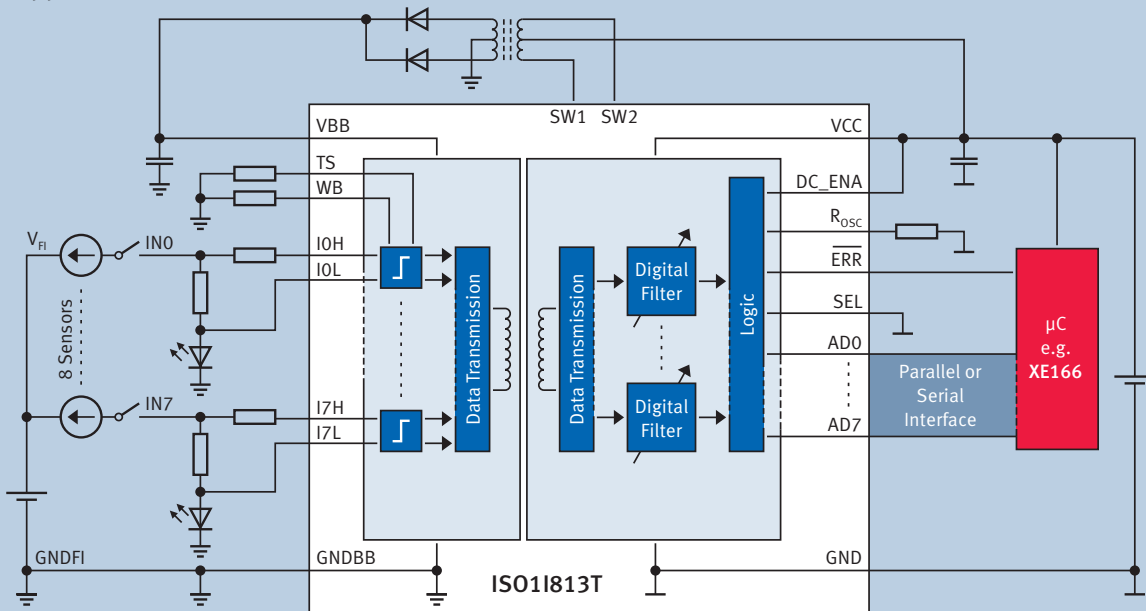 SW1 SW2
VBB
VCC
TS
WB
DC_ENA
V_FI
IN0
I0H
I0L
R_OSC
ERR
SEL
8 Sensors
Data Transmission
Data Transmission
Digital
Filter
Logic
AD0
µC
e.g.
XE166
Parallel or
Serial
Interface
IN7
I7H
I7L
Digital
Filter
AD7
GNDFI
GNDBB
GND
ISO1I813T